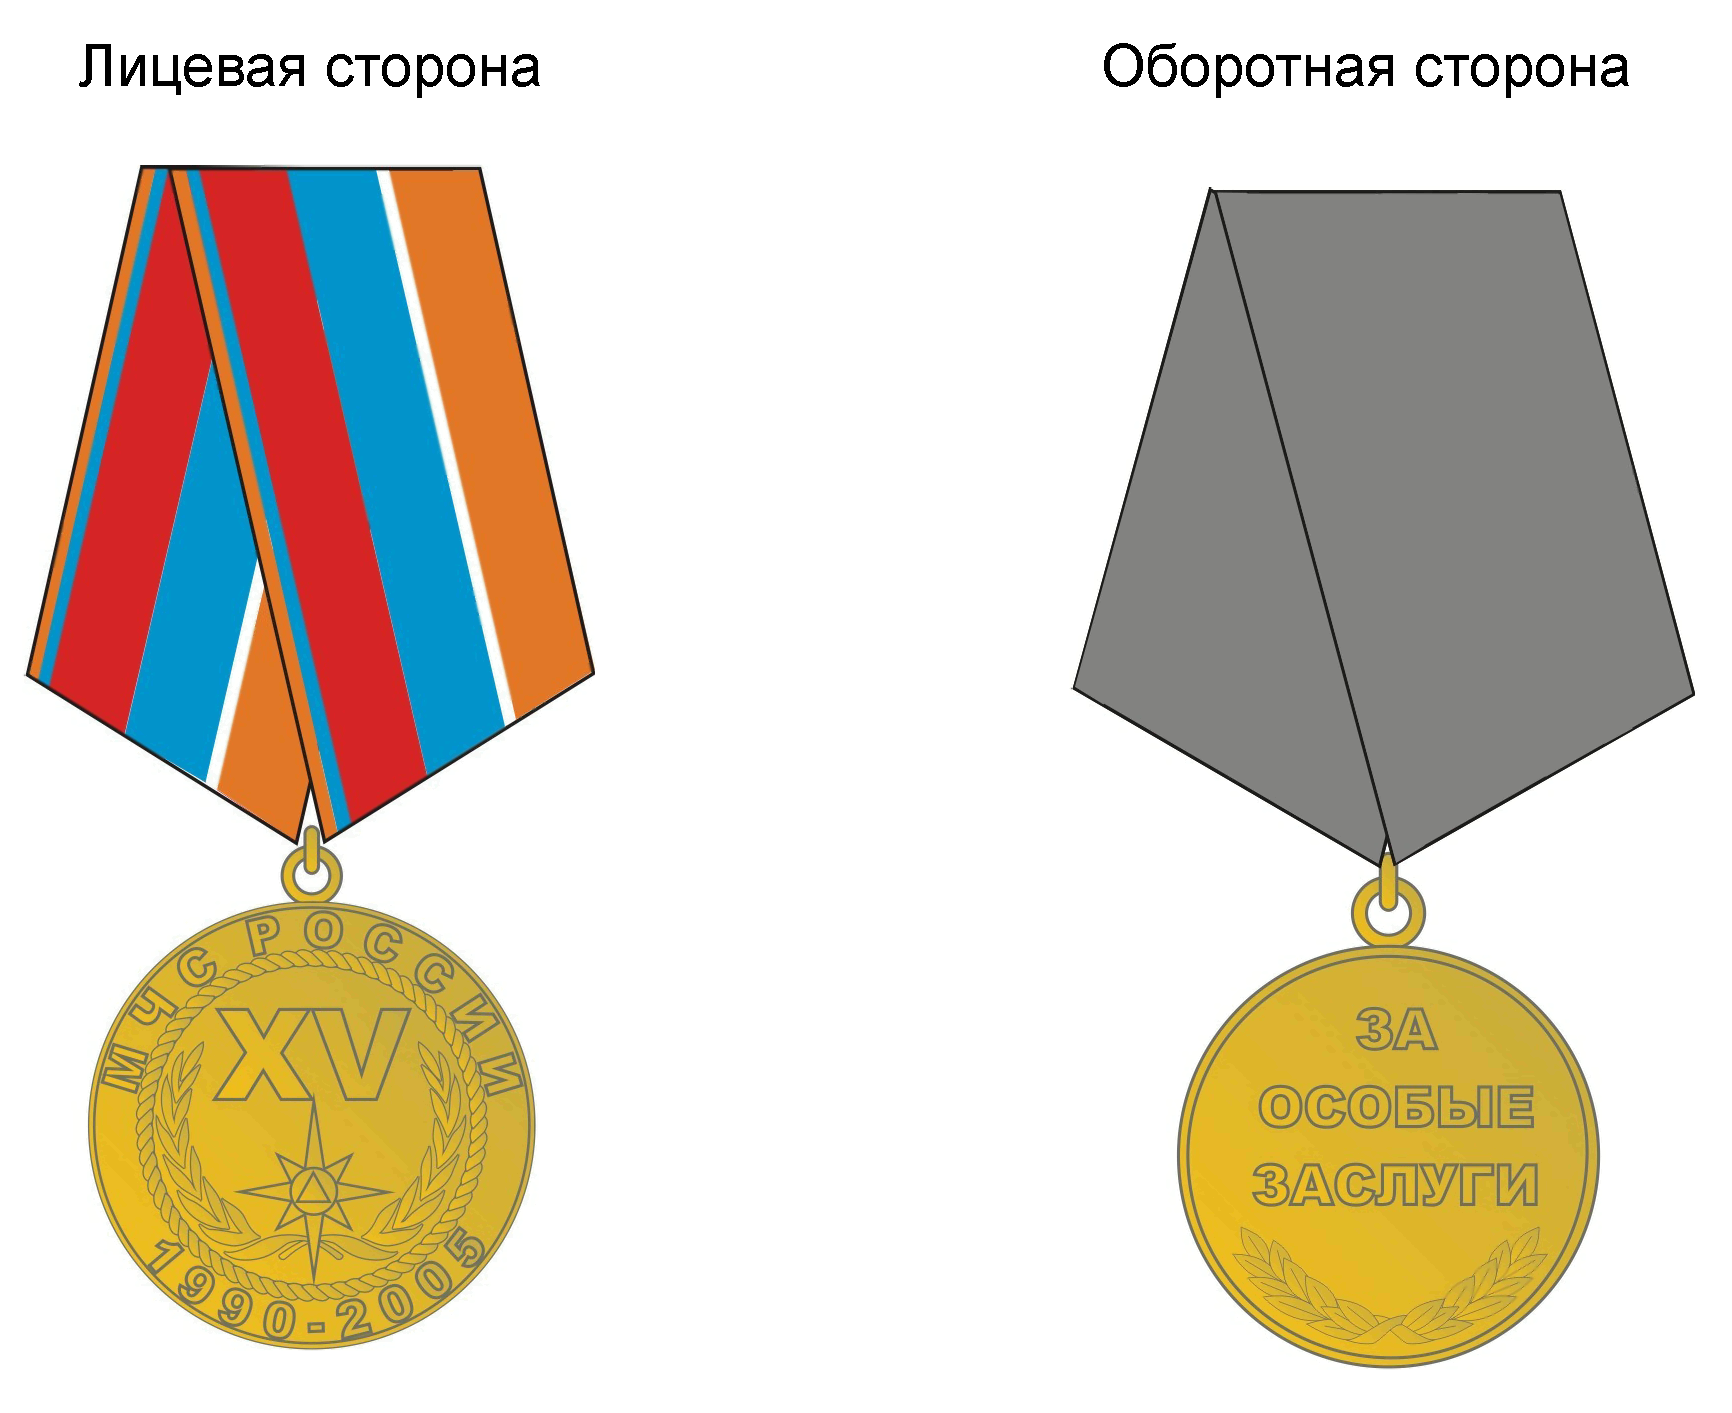 Лицевая сторона
Оборотная сторона
МЧС РОССИИ
XV
1990-2005
ЗА
ОСОБЫЕ
ЗАСЛУГИ